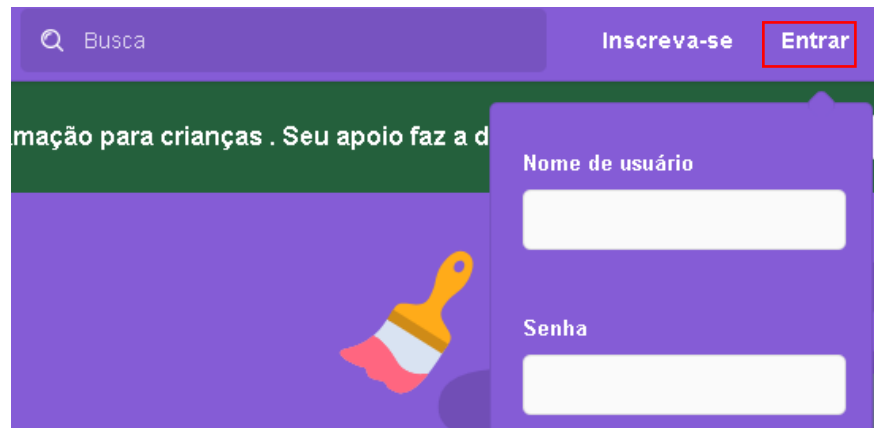 Busca
Inscreva-se
Entrar
mação para crianças . Seu apoio faz a d
Nome de usuário
Senha